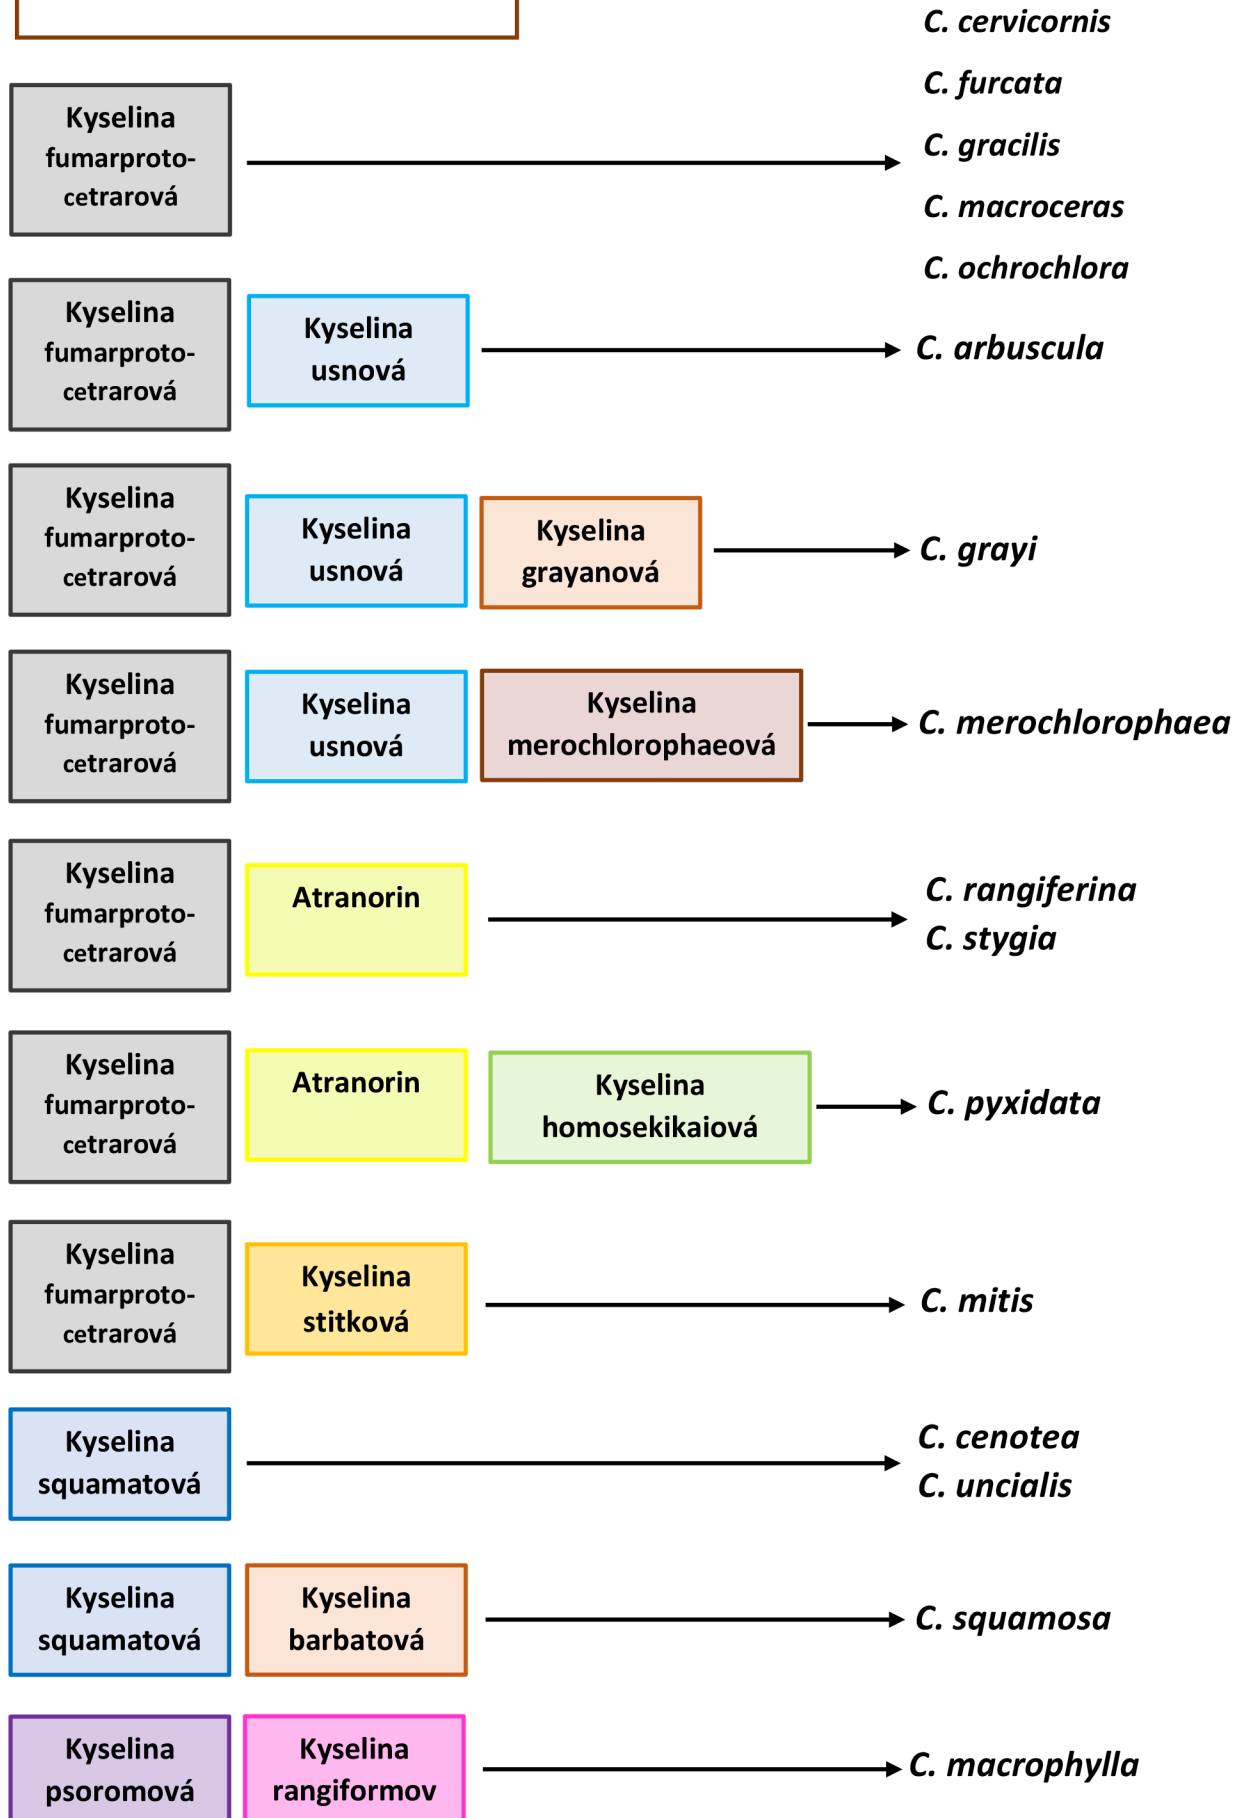 C. cervicornis
C. furcata
Kyselina
fumarproto-
cetrarová
C. gracilis
C. macroceras
C. ochrochlora
Kyselina
fumarproto-
cetrarová
Kyselina
usnová
C. arbuscula
Kyselina
fumarproto-
cetrarová
Kyselina
usnová
Kyselina
grayanová
C. grayi
Kyselina
fumarproto-
cetrarová
Kyselina
usnová
Kyselina
merochlorophaeová
C. merochlorophaea
Kyselina
fumarproto-
cetrarová
Atranorin
C. rangiferina
C. stygia
Kyselina
fumarproto-
cetrarová
Atranorin
Kyselina
homosekikaiová
C. pyxidata
Kyselina
fumarproto-
cetrarová
Kyselina
stitková
C. mitis
Kyselina
squamatová
C. cenotea
C. uncialis
Kyselina
squamatová
Kyselina
barbatová
C. squamosa
Kyselina
psoromová
Kyselina
rangiformov
C. macrophylla